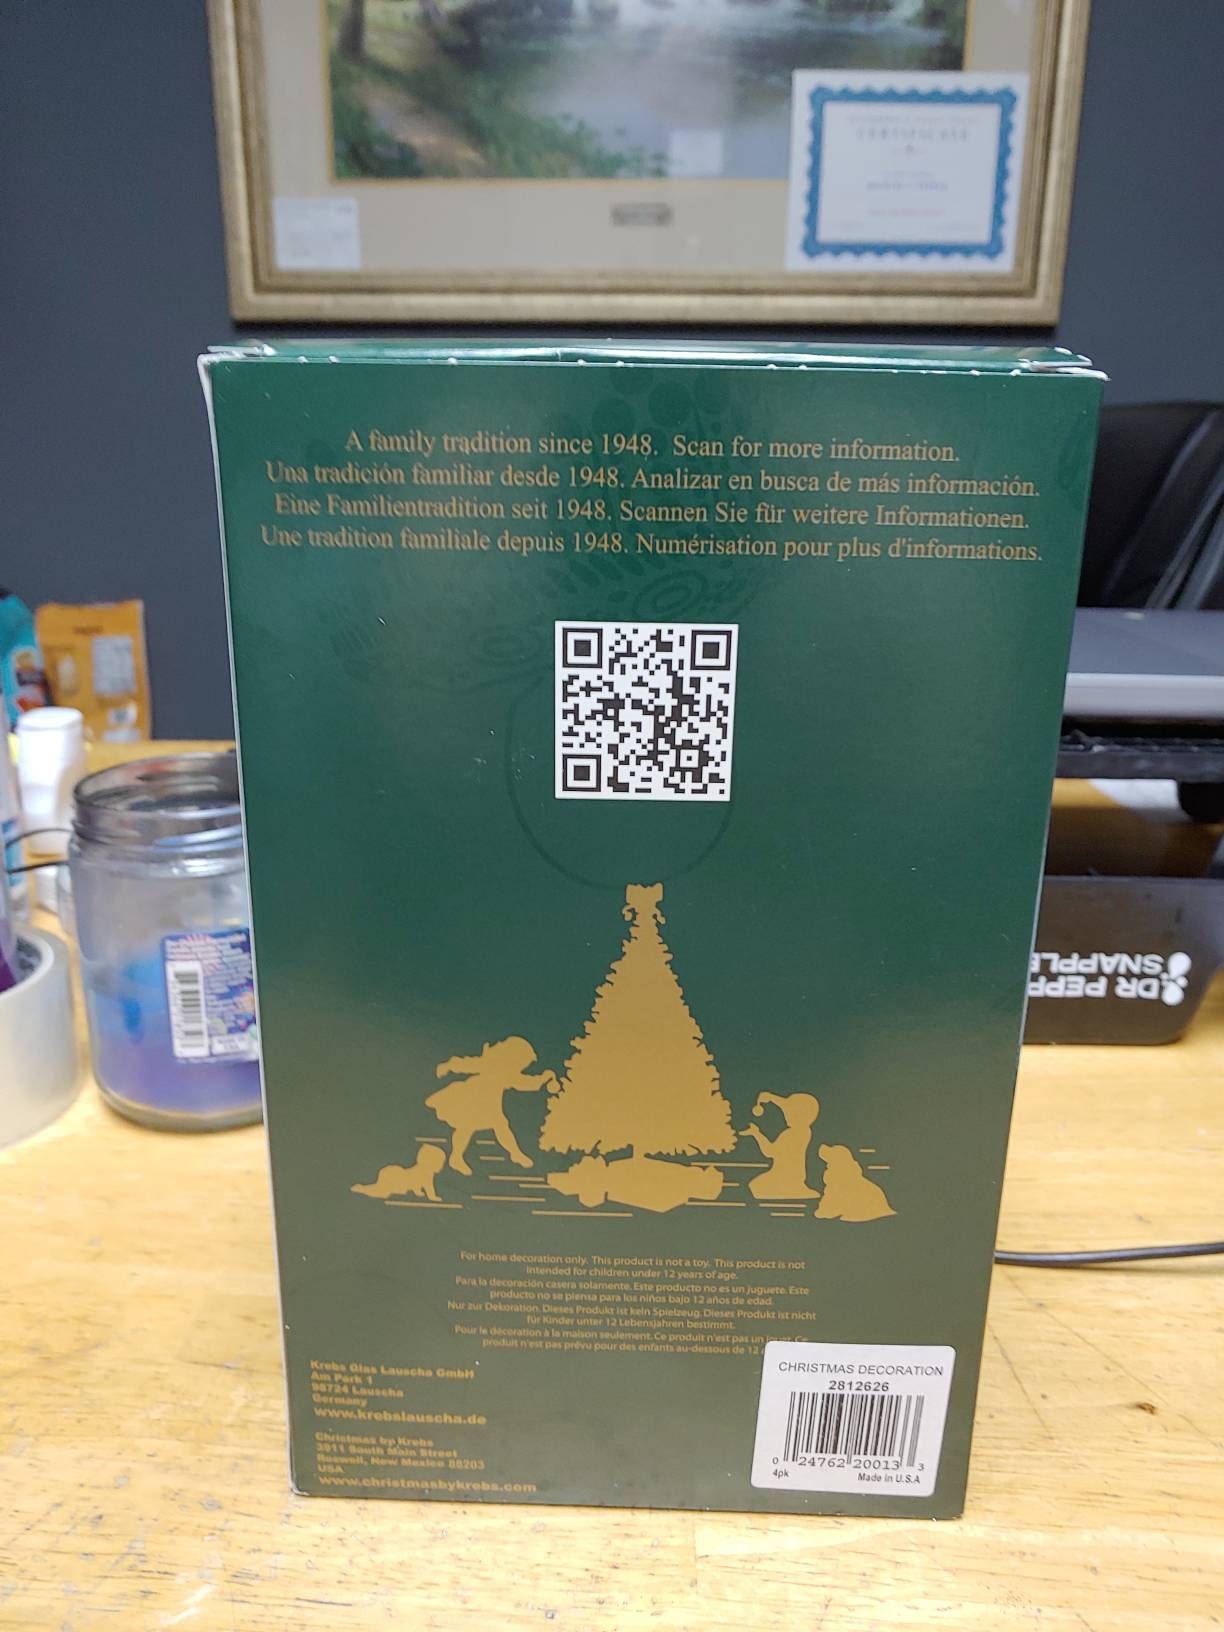 CERTIFICATE
A family tradition since 1948. Scan for more information.
Una tradición familiar desde 1948. Analizar en busca de más información.
Eine Familientradition seit 1948. Scannen Sie für weitere Informationen.
Une tradition familiale depuis 1948. Numérisation pour plus d'informations.
DR PEPP
SNAPPLE
For home decoration only. This product is not a toy. This product is not
intended for children under 12 years of age.
Para la decoración casera solamente. Este producto no es un juguete. Este
producto no se piensa para los niños bajo 12 años de edad.
Nur zur Dekoration. Dieses Produkt ist kein Spielzeug. Dieses Produkt ist nicht
für Kinder unter 12 Lebensjahren bestimmt.
Pour le décoration à la maison seulement. Ce produit n'est pas un jouet. Ce
produit n'est pas prévu pour des enfants au-dessous de 12
Krebs Glas Lauscha GmbH
Am Park 1
98724 Lauscha
Germany
www.krebslauscha.de
Christmas by Krebs
3911 South Main Street
Roswell, New Mexico 88203
USA
www.christmasbykrebs.com
CHRISTMAS DECORATION
2812626
0 24762 20013 3
4pk Made in U.S.A